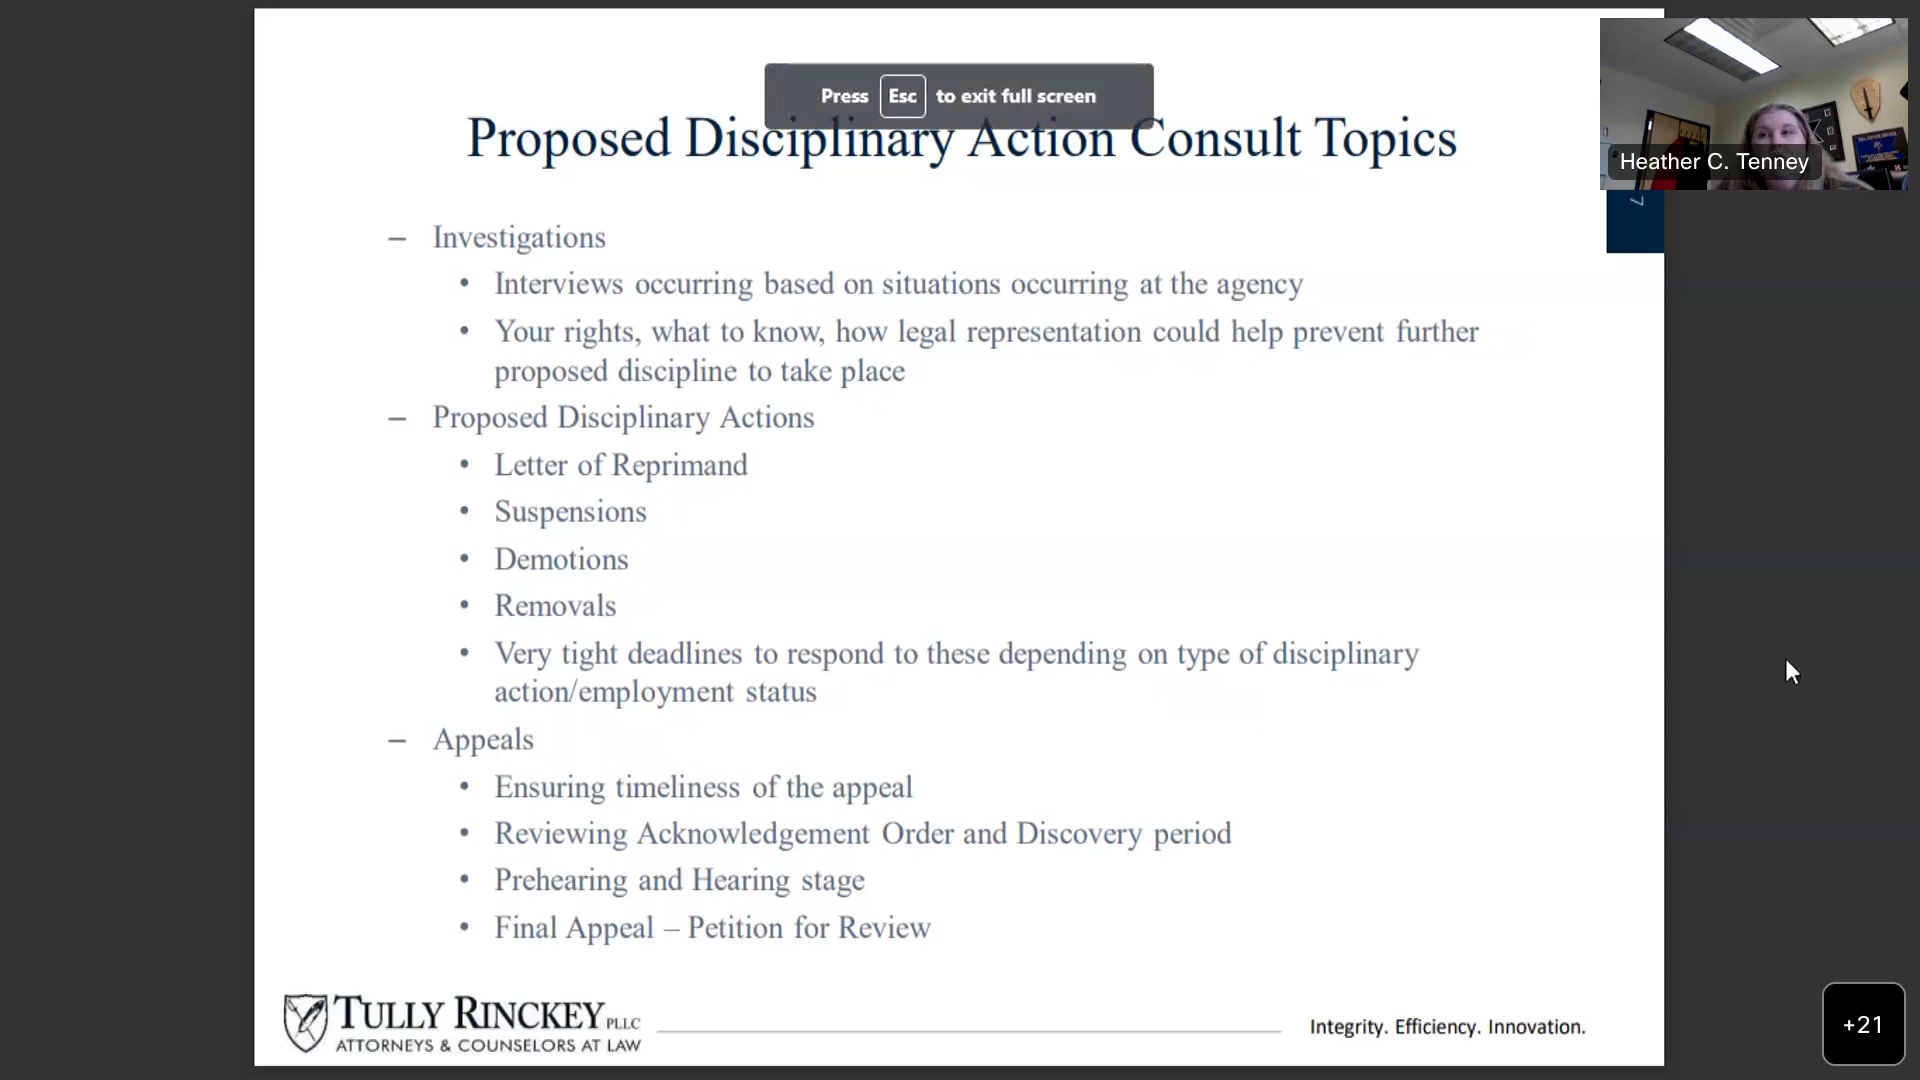 Press Esc to exit full screen
Proposed Disciplinary Action Consult Topics
Heather C. Tenney
7
– Investigations
• Interviews occurring based on situations occurring at the agency
• Your rights, what to know, how legal representation could help prevent further
proposed discipline to take place
– Proposed Disciplinary Actions
• Letter of Reprimand
• Suspensions
• Demotions
• Removals
• Very tight deadlines to respond to these depending on type of disciplinary
action/employment status
– Appeals
• Ensuring timeliness of the appeal
• Reviewing Acknowledgement Order and Discovery period
• Prehearing and Hearing stage
• Final Appeal – Petition for Review
TULLY RINCKEY PLLC
ATTORNEYS & COUNSELORS AT LAW
Integrity. Efficiency. Innovation.
+21